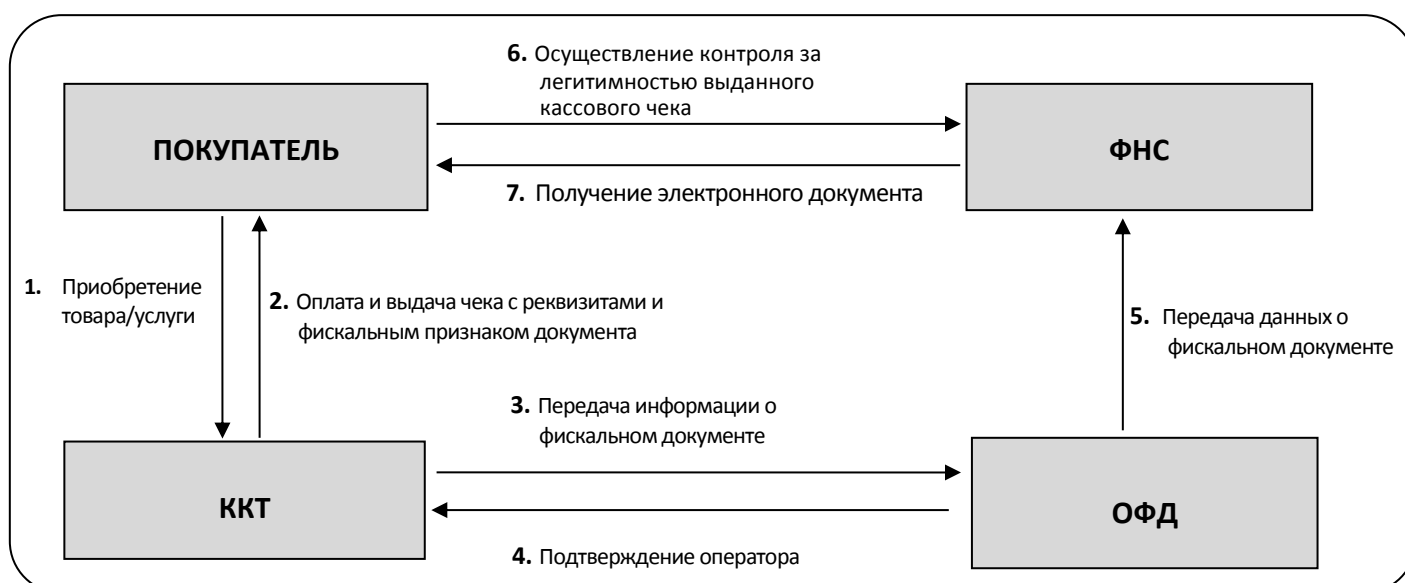 6. Осуществление контроля за
легитимностью выданного
кассового чека
ПОКУПАТЕЛЬ
ФНС
7. Получение электронного документа
1. Приобретение
товара/услуги
2. Оплата и выдача чека с реквизитами и
фискальным признаком документа
5. Передача данных о
фискальном документе
3. Передача информации о
фискальном документе
ККТ
ОФД
4. Подтверждение оператора